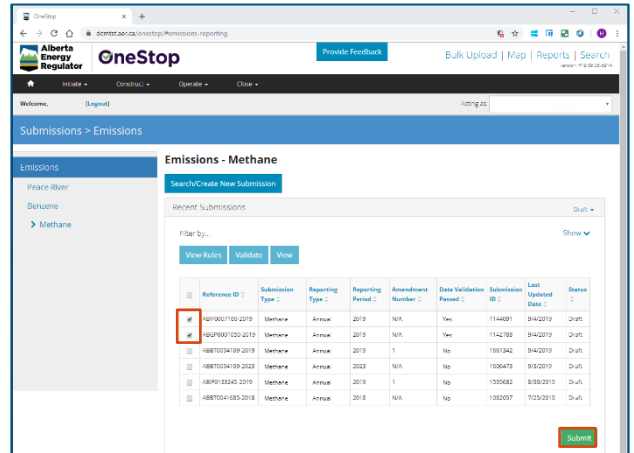 OneStop
dcmtst.aer.ca/onestop/#emissions-reporting
Alberta
Energy
Regulator
OneStop
Provide Feedback
Bulk Upload | Map | Reports | Search
Initiate
Construct
Operate
Close
Welcome, (Logout)
Acting as:
Submissions > Emissions
Emissions
Peace River
Benzene
Methane
Emissions - Methane
Search/Create New Submission
Recent Submissions
Draft
Filter by...
Show
View Rules Validate View
Reference ID Submission Type Reporting Type Reporting Period Amendment Number Data Validation Passed Submission ID Last Updated Date Status
Methane Annual 2019 N/A Yes 1144091 9/4/2019 Draft
Methane Annual 2019 N/A Yes 1142788 9/4/2019 Draft
ABBT0094109-2019 Methane Annual 2019 1 No 1661342 9/4/2019 Draft
ABBT0094109-2023 Methane Annual 2023 N/A No 1606478 9/3/2019 Draft
Methane Annual 2019 1 No 1595682 8/30/2019 Draft
ABBT0041685-2018 Methane Annual 2018 N/A No 1082057 7/25/2019 Draft
Submit